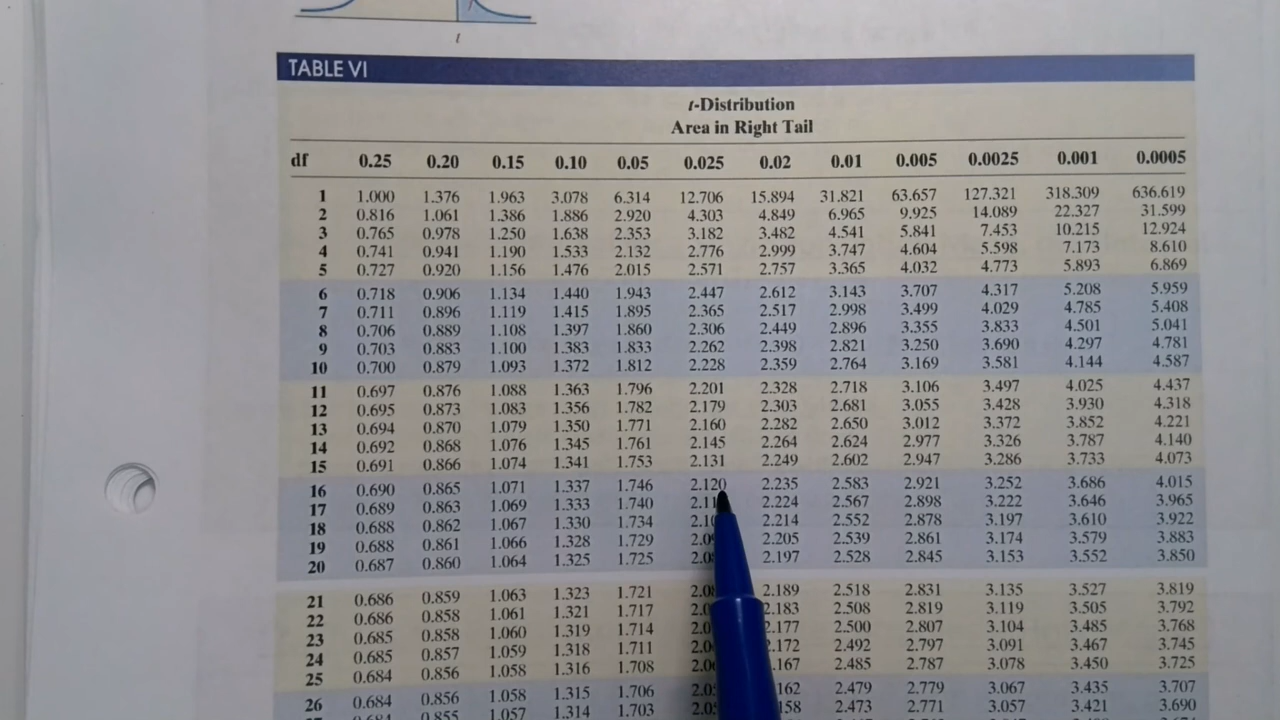 t
TABLE VI
t-Distribution
Area in Right Tail
df 0.25 0.20 0.15 0.10 0.05 0.025 0.02 0.01 0.005 0.0025 0.001 0.0005
1 1.000 1.376 1.963 3.078 6.314 12.706 15.894 31.821 63.657 127.321 318.309 636.619
2 0.816 1.061 1.386 1.886 2.920 4.303 4.849 6.965 9.925 14.089 22.327 31.599
3 0.765 0.978 1.250 1.638 2.353 3.182 3.482 4.541 5.841 7.453 10.215 12.924
4 0.741 0.941 1.190 1.533 2.132 2.776 2.999 3.747 4.604 5.598 7.173 8.610
5 0.727 0.920 1.156 1.476 2.015 2.571 2.757 3.365 4.032 4.773 5.893 6.869
6 0.718 0.906 1.134 1.440 1.943 2.447 2.612 3.143 3.707 4.317 5.208 5.959
7 0.711 0.896 1.119 1.415 1.895 2.365 2.517 2.998 3.499 4.029 4.785 5.408
8 0.706 0.889 1.108 1.397 1.860 2.306 2.449 2.896 3.355 3.833 4.501 5.041
9 0.703 0.883 1.100 1.383 1.833 2.262 2.398 2.821 3.250 3.690 4.297 4.781
10 0.700 0.879 1.093 1.372 1.812 2.228 2.359 2.764 3.169 3.581 4.144 4.587
11 0.697 0.876 1.088 1.363 1.796 2.201 2.328 2.718 3.106 3.497 4.025 4.437
12 0.695 0.873 1.083 1.356 1.782 2.179 2.303 2.681 3.055 3.428 3.930 4.318
13 0.694 0.870 1.079 1.350 1.771 2.160 2.282 2.650 3.012 3.372 3.852 4.221
14 0.692 0.868 1.076 1.345 1.761 2.145 2.264 2.624 2.977 3.326 3.787 4.140
15 0.691 0.866 1.074 1.341 1.753 2.131 2.249 2.602 2.947 3.286 3.733 4.073
16 0.690 0.865 1.071 1.337 1.746 2.120 2.235 2.583 2.921 3.252 3.686 4.015
17 0.689 0.863 1.069 1.333 1.740 2.224 2.567 2.898 3.222 3.646 3.965
18 0.688 0.862 1.067 1.330 1.734 2.214 2.552 2.878 3.197 3.610 3.922
19 0.688 0.861 1.066 1.328 1.729 2.205 2.539 2.861 3.174 3.579 3.883
20 0.687 0.860 1.064 1.325 1.725 2.197 2.528 2.845 3.153 3.552 3.850
21 0.686 0.859 1.063 1.323 1.721 2.189 2.518 2.831 3.135 3.527 3.819
22 0.686 0.858 1.061 1.321 1.717 2.183 2.508 2.819 3.119 3.505 3.792
23 0.685 0.858 1.060 1.319 1.714 2.177 2.500 2.807 3.104 3.485 3.768
24 0.685 0.857 1.059 1.318 1.711 2.492 2.797 3.091 3.467 3.745
25 0.684 0.856 1.058 1.316 1.708 2.485 2.787 3.078 3.450 3.725
26 0.684 0.856 1.058 1.315 1.706 2.479 2.779 3.067 3.435 3.707
0.855 1.057 1.314 1.703 2.473 2.771 3.057 3.421 3.690